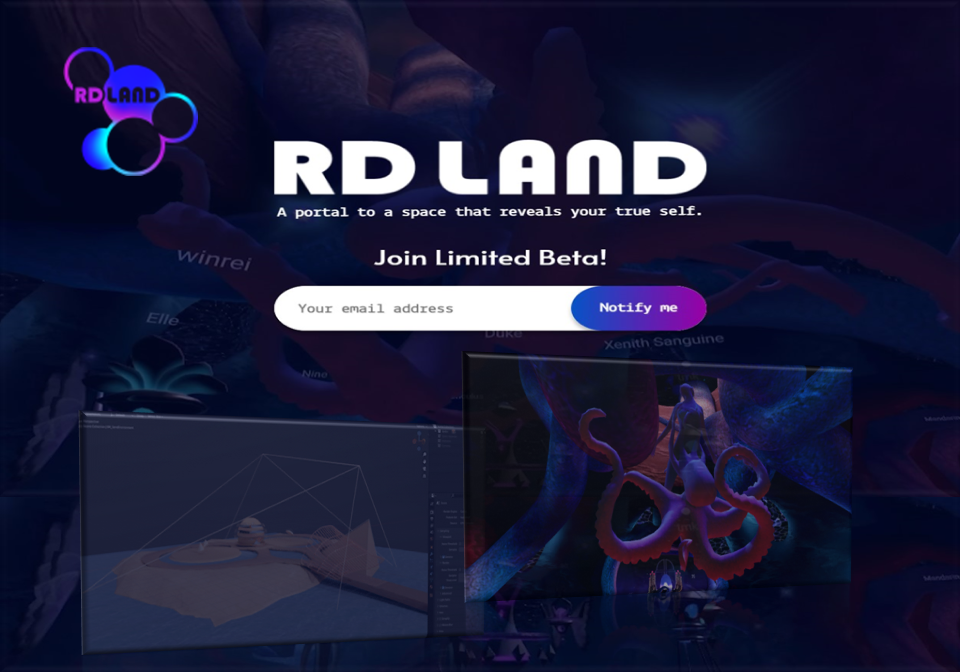 RD LAND
RD LAND
A portal to a space that reveals your true self.
Join Limited Beta!
winrei
Your email address
Notify me
Elle
Duke
Xenith Sanguine
Nine